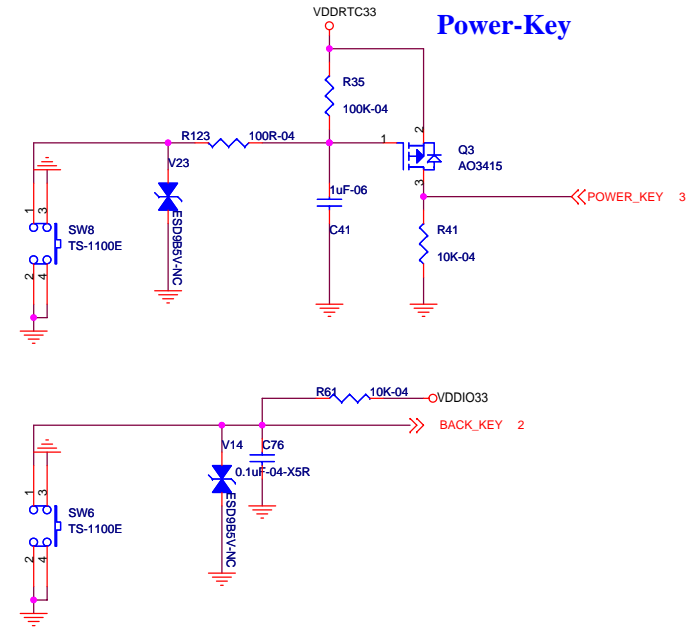 VDDRTC33
Power-Key
R35
100K-04
R123 100R-04
1
2
3
Q3
AO3415
V23
ESD9B5V-NC
1uF-06
C41
POWER_KEY 3
R41
10K-04
1
3
SW8
TS-1100E
2
4
R61 10K-04
VDDIO33
BACK_KEY 2
V14
C76
0.1uF-04-X5R
ESD9B5V-NC
1
3
SW6
TS-1100E
2
4